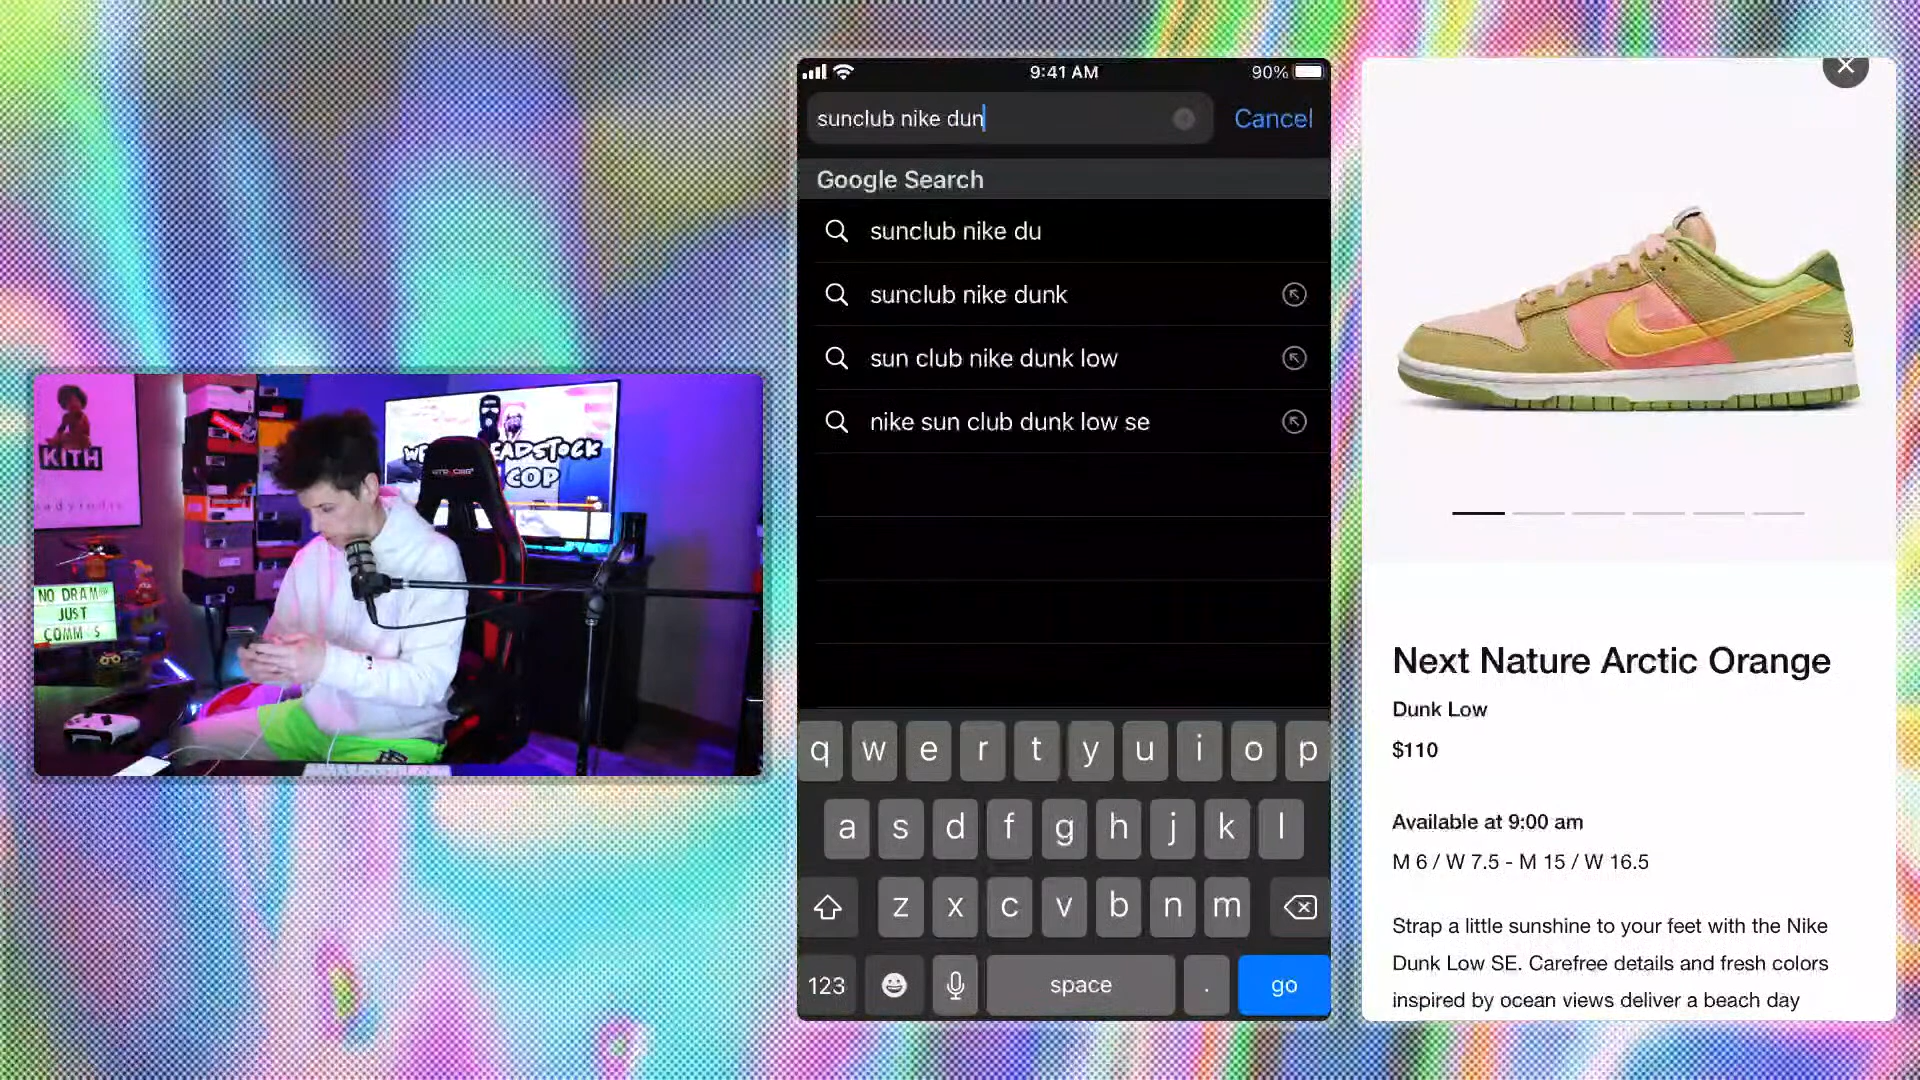 KITH
NO DRAMA
JUST
COP
9:41 AM
90%
sunclub nike dun
Cancel
Google Search
sunclub nike du
sunclub nike dunk
sun club nike dunk low
nike sun club dunk low se
q w e r t y u i o p
a s d f g h j k l
z x c v b n m
123
space
.
go
Next Nature Arctic Orange
Dunk Low
$110
Available at 9:00 am
M 6 / W 7.5 - M 15 / W 16.5
Strap a little sunshine to your feet with the Nike
Dunk Low SE. Carefree details and fresh colors
inspired by ocean views deliver a beach day